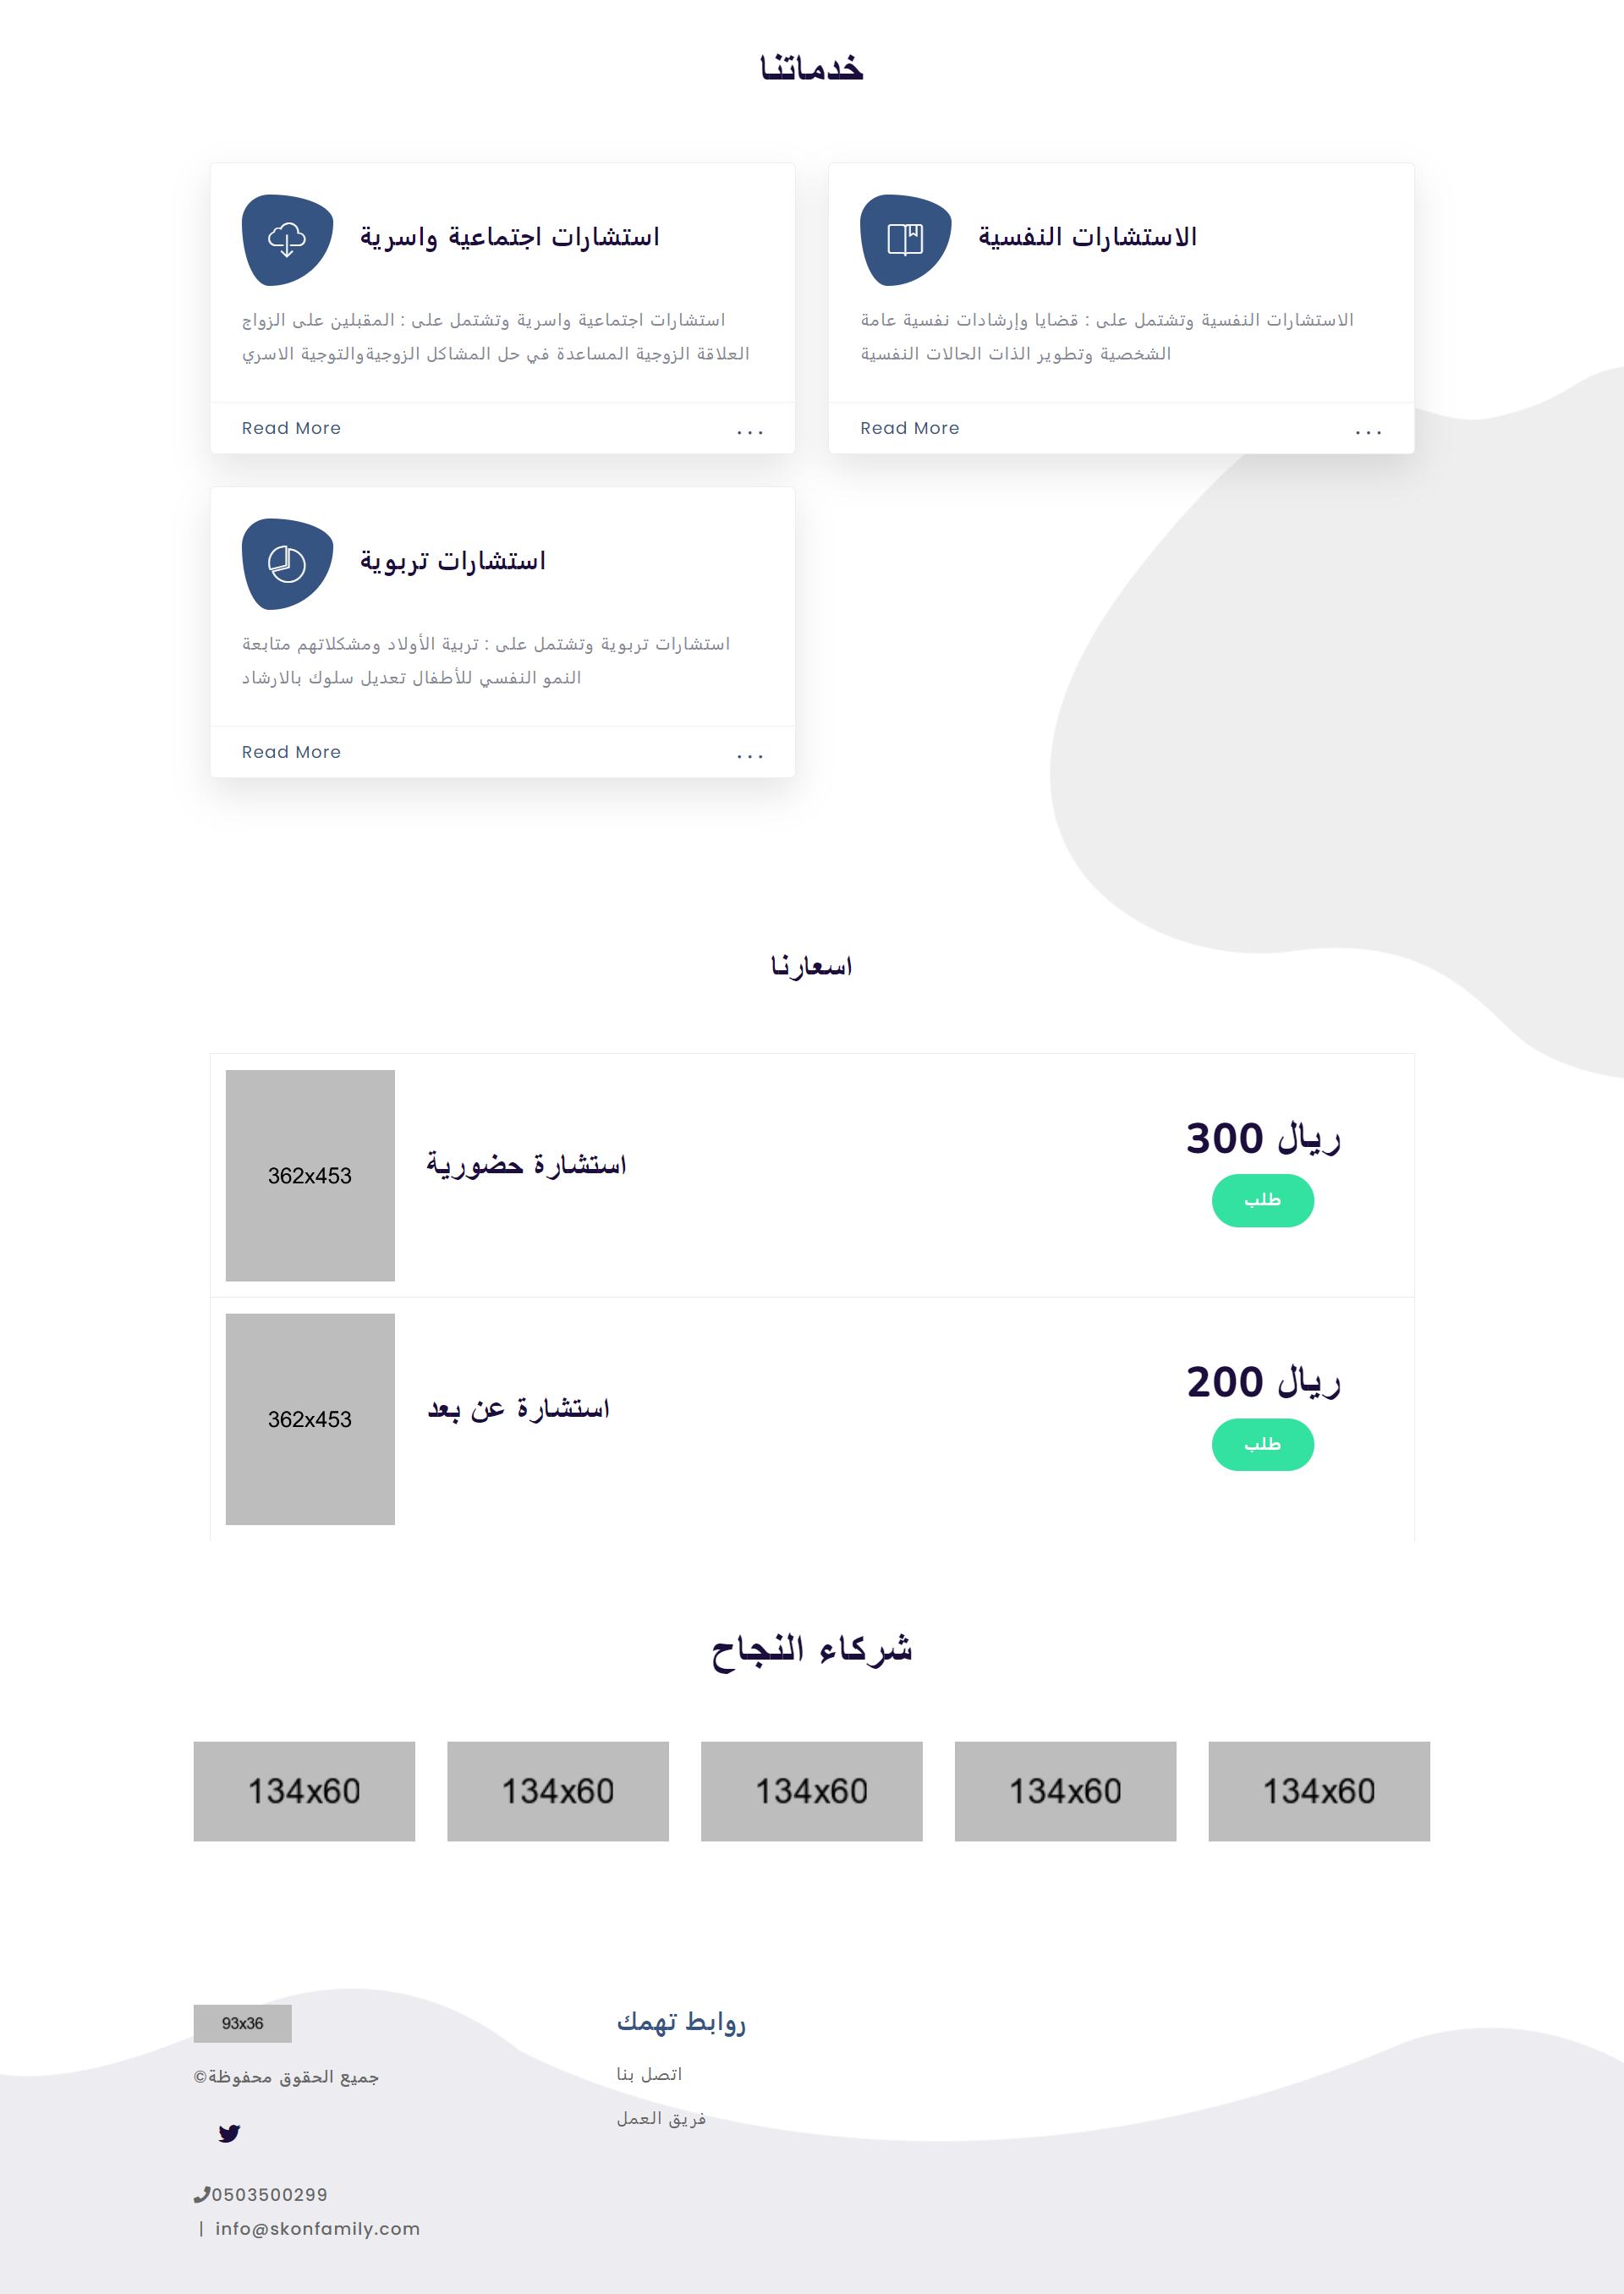 خدماتنا
استشارات اجتماعية واسرية
استشارات اجتماعية واسرية وتشتمل على : المقبلين على الزواج
العلاقة الزوجية المساعدة في حل المشاكل الزوجيةوالتوجية الاسري
Read More
...
الاستشارات النفسية
الاستشارات النفسية وتشتمل على : قضايا وإرشادات نفسية عامة
الشخصية وتطوير الذات الحالات النفسية
Read More
...
استشارات تربوية
استشارات تربوية وتشتمل على : تربية الأولاد ومشكلاتهم متابعة
النمو النفسي للأطفال تعديل سلوك بالارشاد
Read More
...
اسعارنا
362x453
استشارة حضورية
300 ريال
طلب
362x453
استشارة عن بعد
200 ريال
طلب
شركاء النجاح
134x60
134x60
134x60
134x60
134x60
93x36
©جميع الحقوق محفوظة
0503500299
| info@skonfamily.com
روابط تهمك
اتصل بنا
فريق العمل